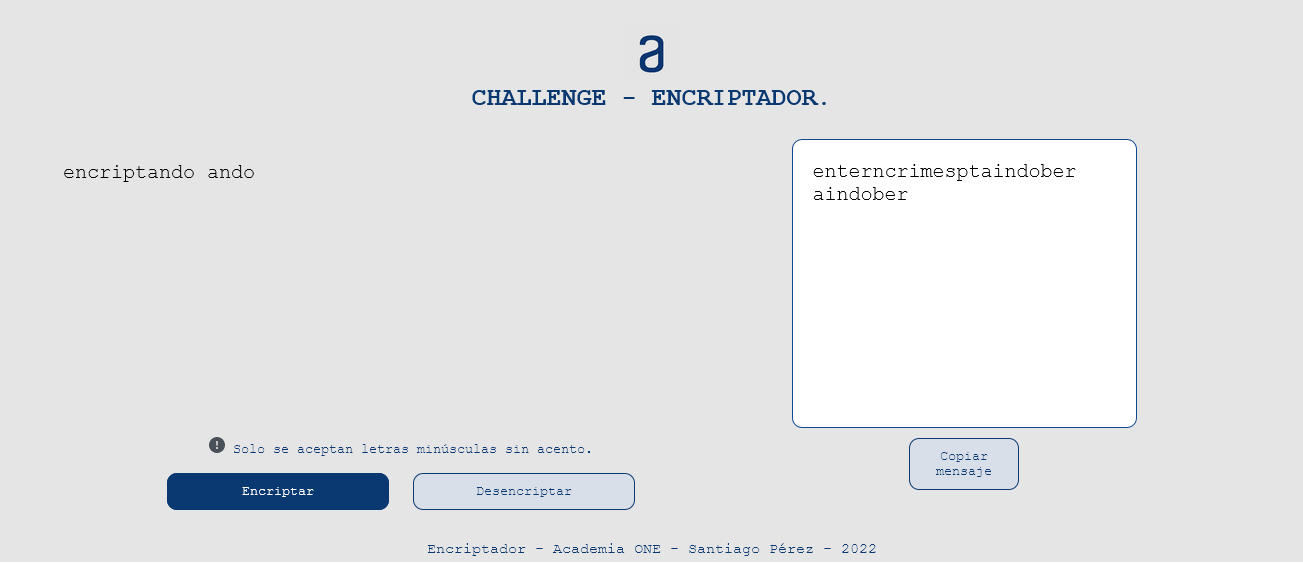 a
CHALLENGE - ENCRIPTADOR.
encriptando ando
enterncrimesptaindober
aindober
! Solo se aceptan letras minúsculas sin acento.
Encriptar
Desencriptar
Copiar
mensaje
Encriptador - Academia ONE - Santiago Pérez - 2022